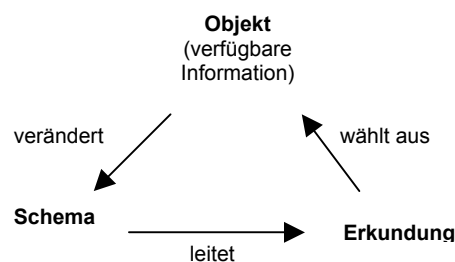 Objekt
(verfügbare
Information)
verändert
wählt aus
Schema
Erkundung
leitet